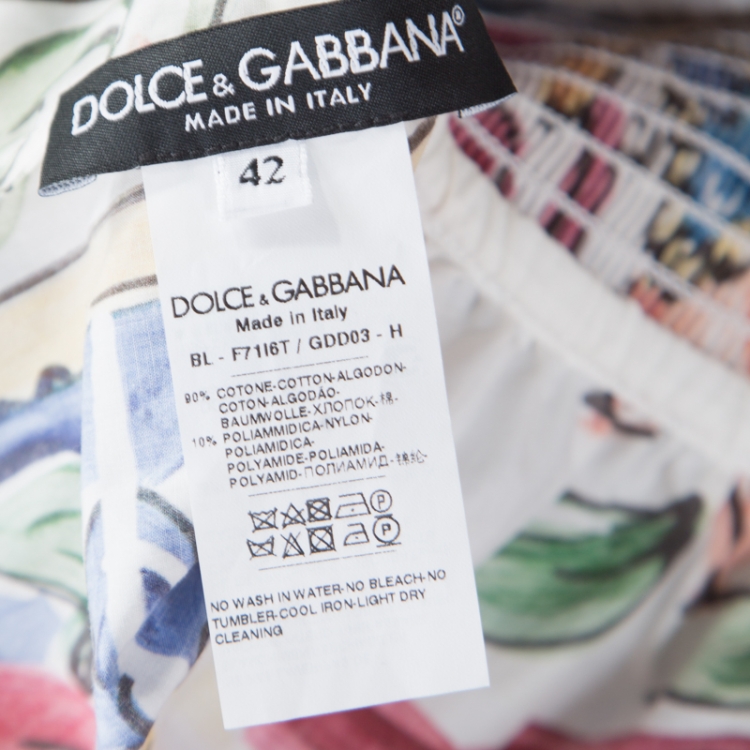 DOLCE & GABBANA®
MADE IN ITALY
42
DOLCE & GABBANA
Made in Italy
BL - F71I6T / GDD03 - H
90% COTONE-COTTON-ALGODON-
COTON-ALGODÃO-
BAUMWOLLE-ХЛОПОК-棉-
10% POLIAMMIDICA-NYLON-
POLIAMIDICA-
POLYAMIDE-POLIAMIDA-
POLYAMID-ПОЛИАМИД-锦纶-
P
P
NO WASH IN WATER-NO BLEACH-NO
TUMBLER-COOL IRON-LIGHT DRY
CLEANING